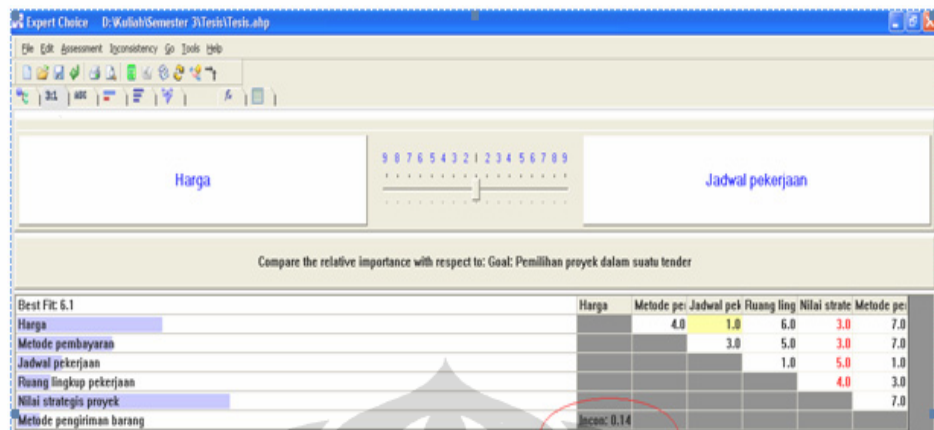 Expert Choice D:\Kuliah\Semester 3\Tesis\Tesis.ahp
File Edit Assessment Inconsistency Go Tools Help
3:1 ABC
9 8 7 6 5 4 3 2 1 2 3 4 5 6 7 8 9
Harga Jadwal pekerjaan
Compare the relative importance with respect to: Goal: Pemilihan proyek dalam suatu tender
Best Fit: 6.1 Harga Metode pe Jadwal pek Ruang ling Nilai strate Metode pe
Harga 4.0 1.0 6.0 3.0 7.0
Metode pembayaran 3.0 5.0 3.0 7.0
Jadwal pekerjaan 1.0 5.0 1.0
Ruang lingkup pekerjaan 4.0 3.0
Nilai strategis proyek 7.0
Metode pengiriman barang Incon: 0.14